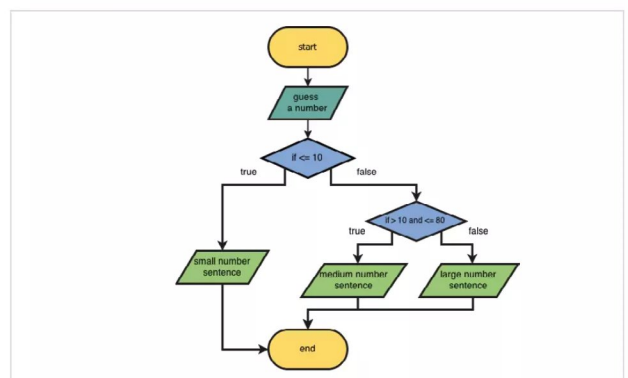 start
guess
a number
if <= 10
true
false
if > 10 and <= 80
true
false
small number
sentence
medium number
sentence
large number
sentence
end